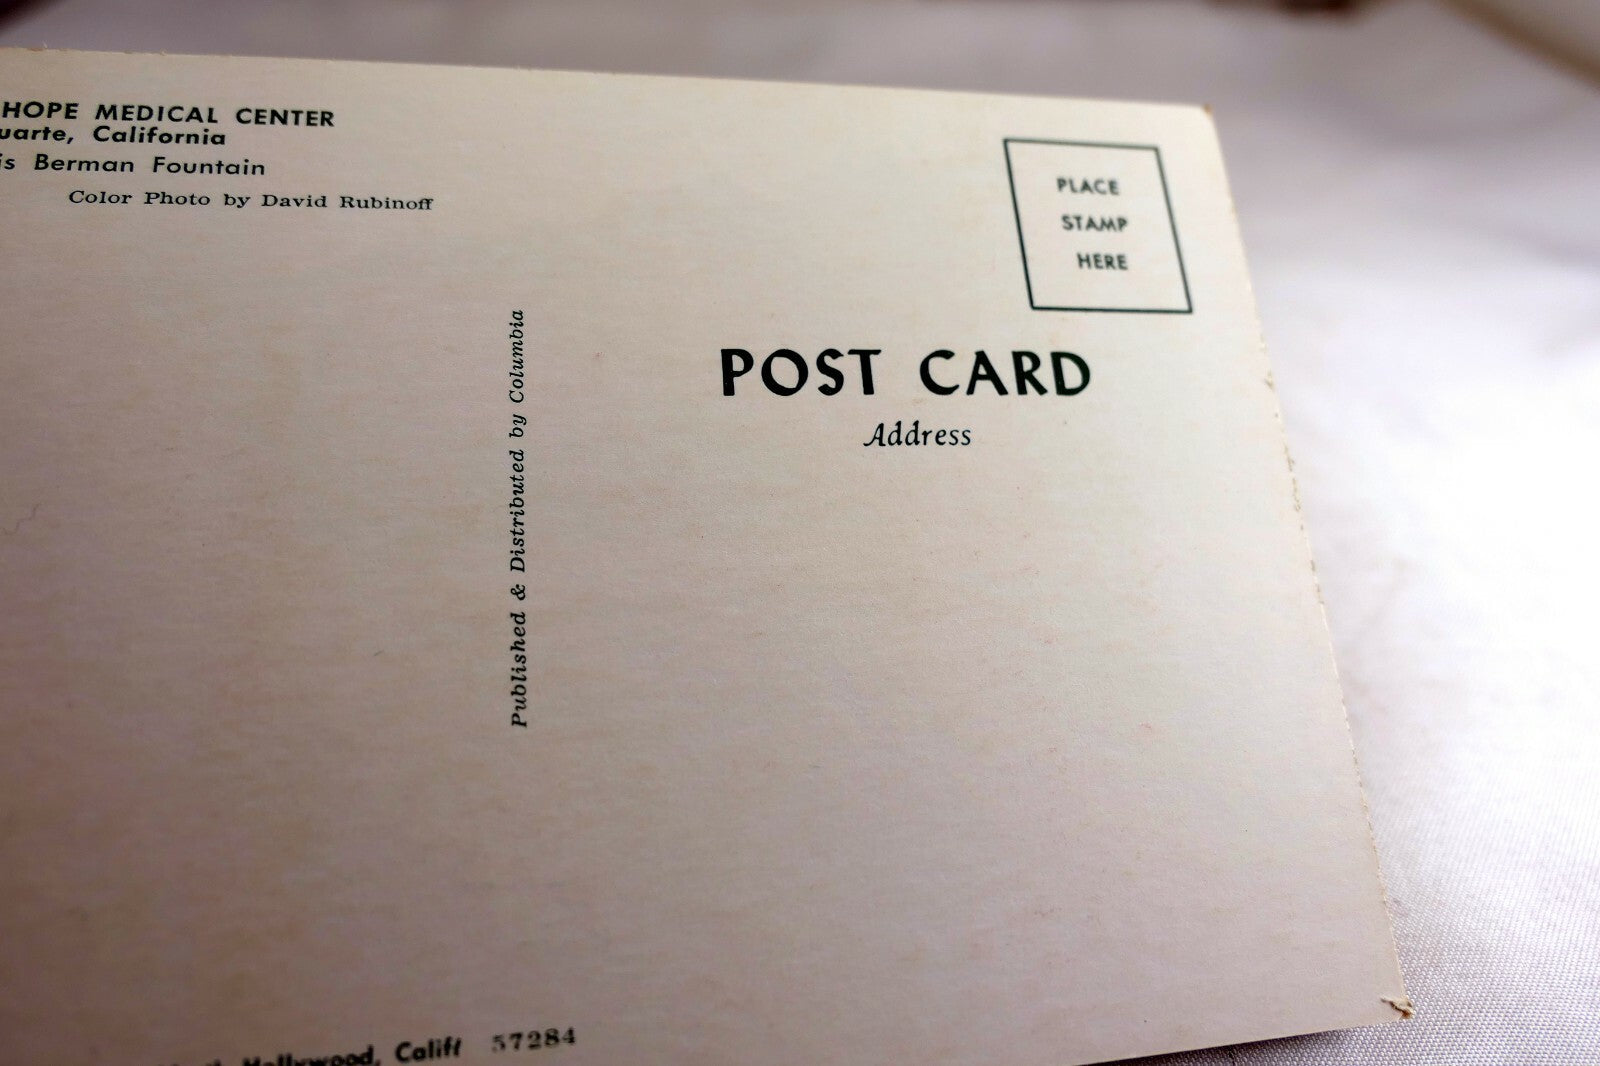 HOPE MEDICAL CENTER
uarte, California
is Berman Fountain
Color Photo by David Rubinoff
PLACE
STAMP
HERE
POST CARD
Address
Published & Distributed by Columbia
Hollywood, Califf 57284